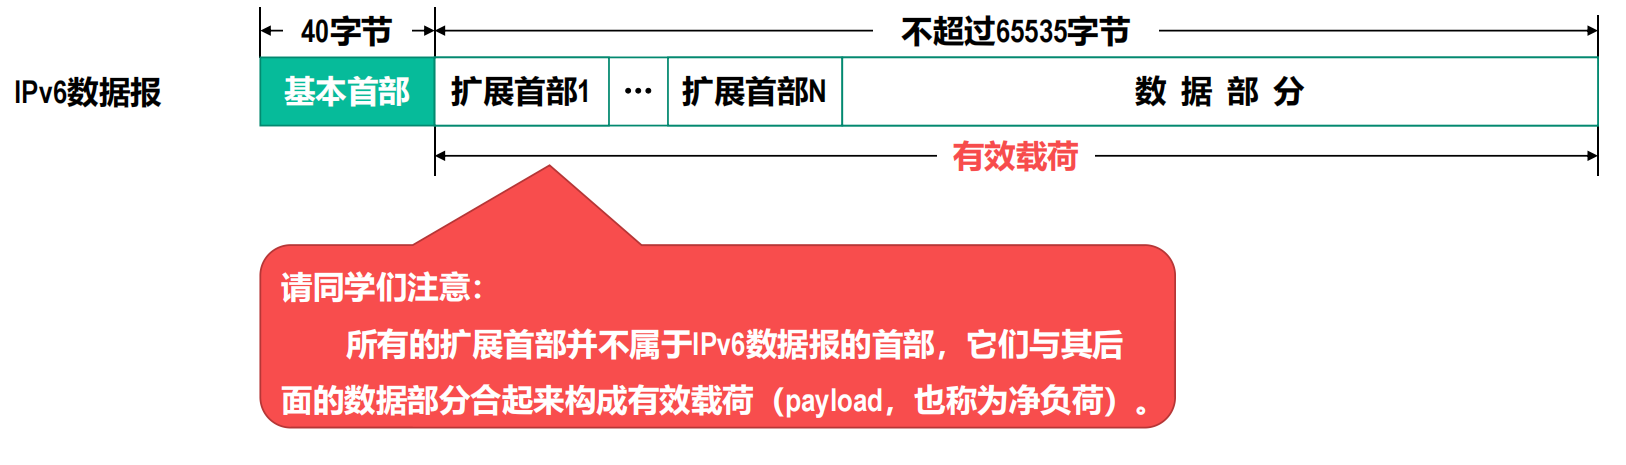 40字节 不超过65535字节
IPv6数据报 基本首部 扩展首部1 ··· 扩展首部N 数据部分
有效载荷
请同学们注意：
所有的扩展首部并不属于IPv6数据报的首部，它们与其后
面的数据部分合起来构成有效载荷（payload，也称为净负荷）。